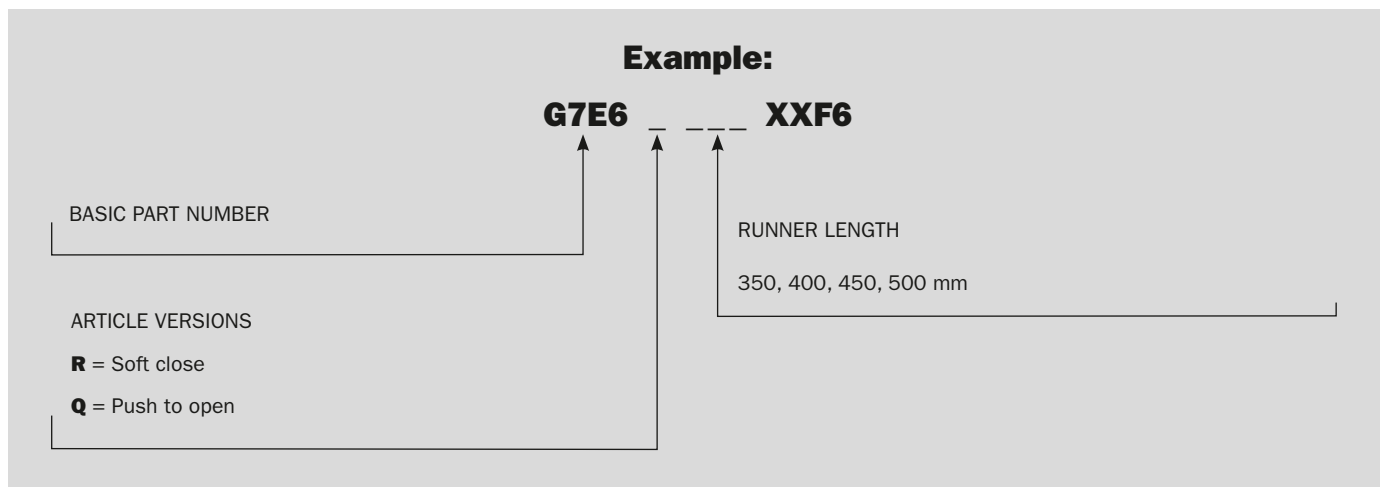 Example:
G7E6 _ _ _ _ XXF6
BASIC PART NUMBER
RUNNER LENGTH
350, 400, 450, 500 mm
ARTICLE VERSIONS
R = Soft close
Q = Push to open